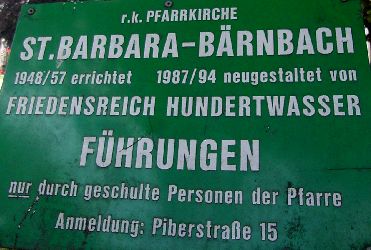 r.k. PFARRKIRCHE
ST.BARBARA-BÄRNBACH
1948/57 errichtet 1987/94 neugestaltet von
FRIEDENSREICH HUNDERTWASSER
FÜHRUNGEN
nur durch geschulte Personen der Pfarre
Anmeldung: Piberstraße 15